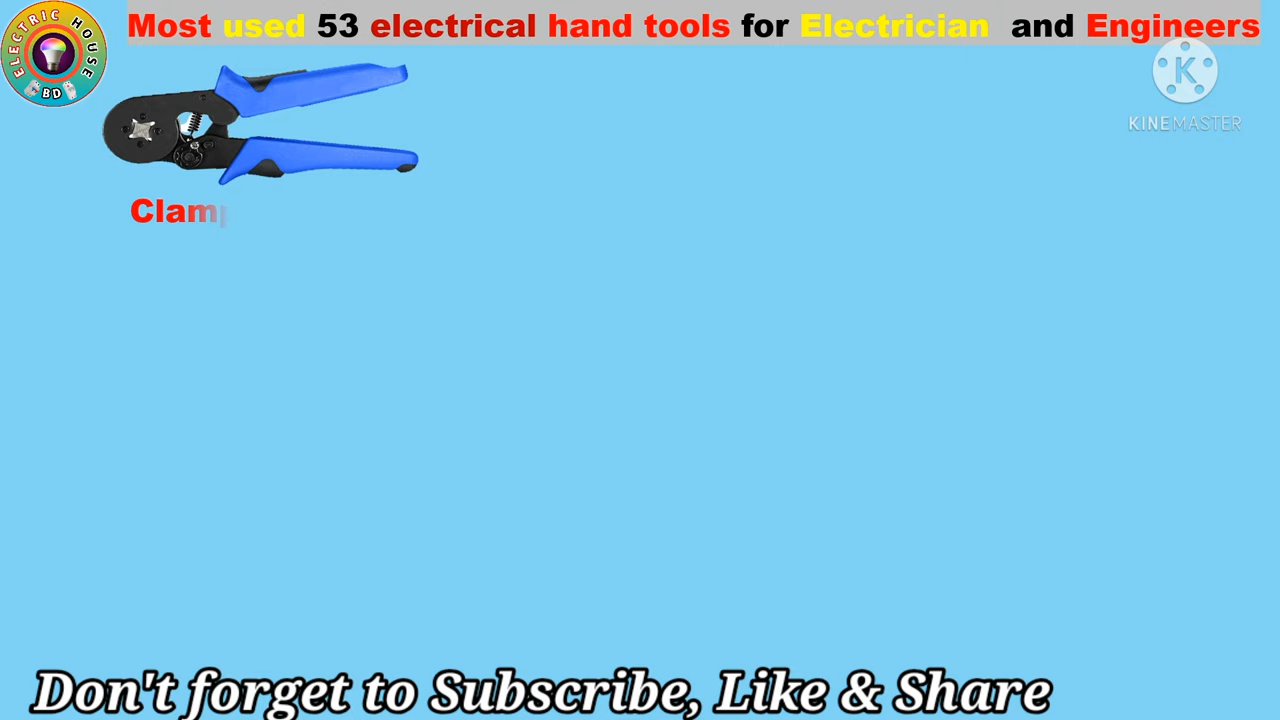 Most used 53 electrical hand tools for Electrician and Engineers
ELECTRIC HOUSE
BD
KINEMASTER
Don't forget to Subscribe, Like & Share